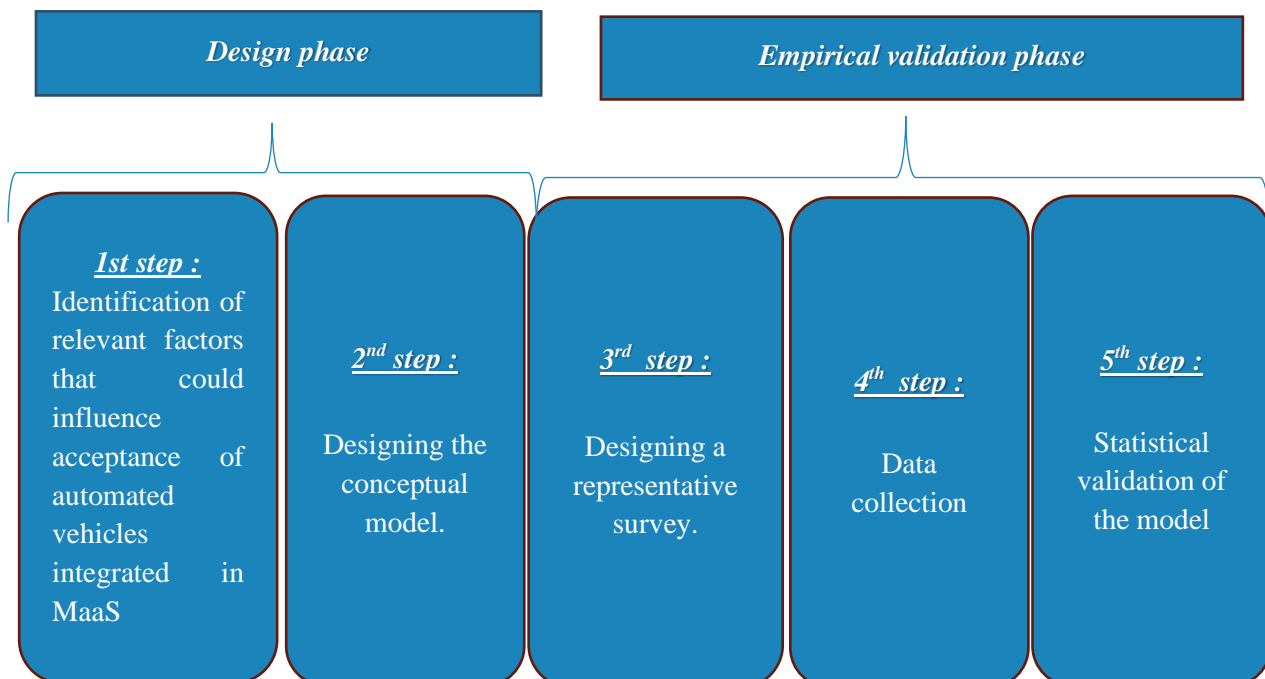 Design phase
Empirical validation phase
1st step :
Identification of
relevant factors
that could
influence
acceptance of
automated
vehicles
integrated in
MaaS
2nd step :
Designing the
conceptual
model.
3rd step :
Designing a
representative
survey.
4th step :
Data
collection
5th step :
Statistical
validation of
the model